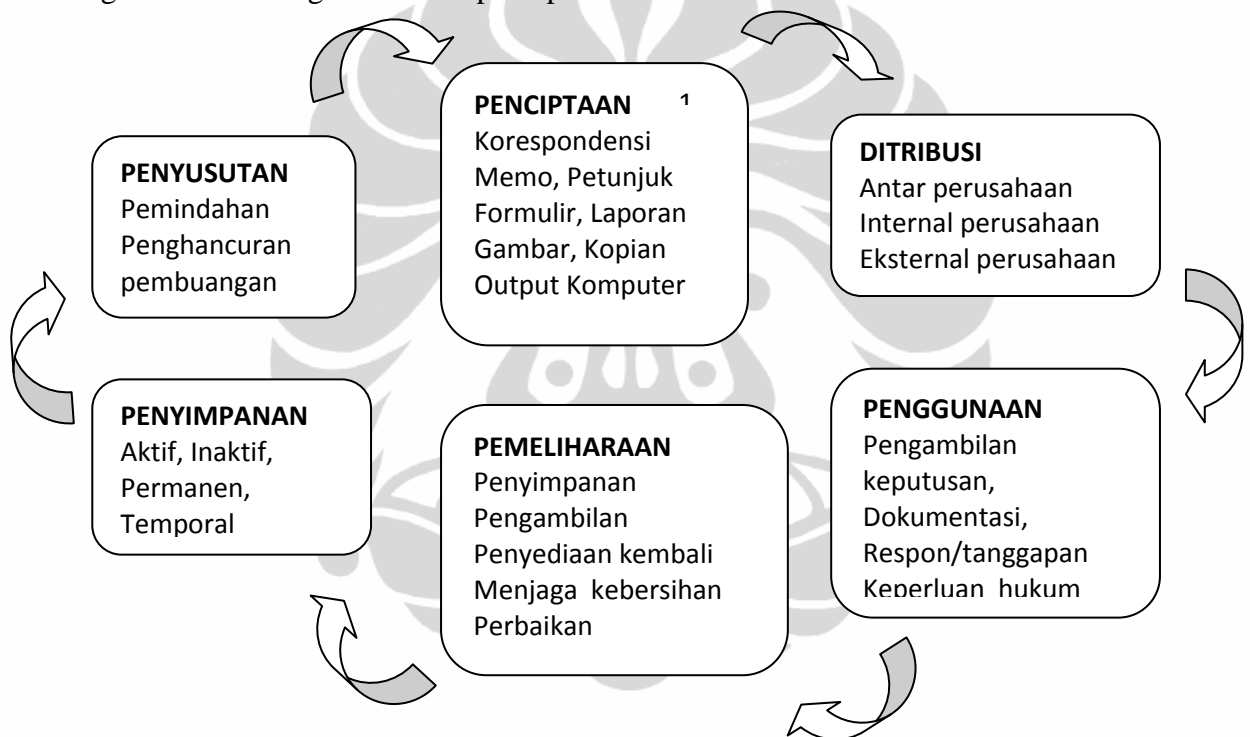 PENCIPTAAN 1
Korespondensi
Memo, Petunjuk
Formulir, Laporan
Gambar, Kopian
Output Komputer
DITRIBUSI
Antar perusahaan
Internal perusahaan
Eksternal perusahaan
PENGGUNAAN
Pengambilan
keputusan,
Dokumentasi,
Respon/tanggapan
Keperluan hukum
PEMELIHARAAN
Penyimpanan
Pengambilan
Penyediaan kembali
Menjaga kebersihan
Perbaikan
PENYIMPANAN
Aktif, Inaktif,
Permanen,
Temporal
PENYUSUTAN
Pemindahan
Penghancuran
pembuangan